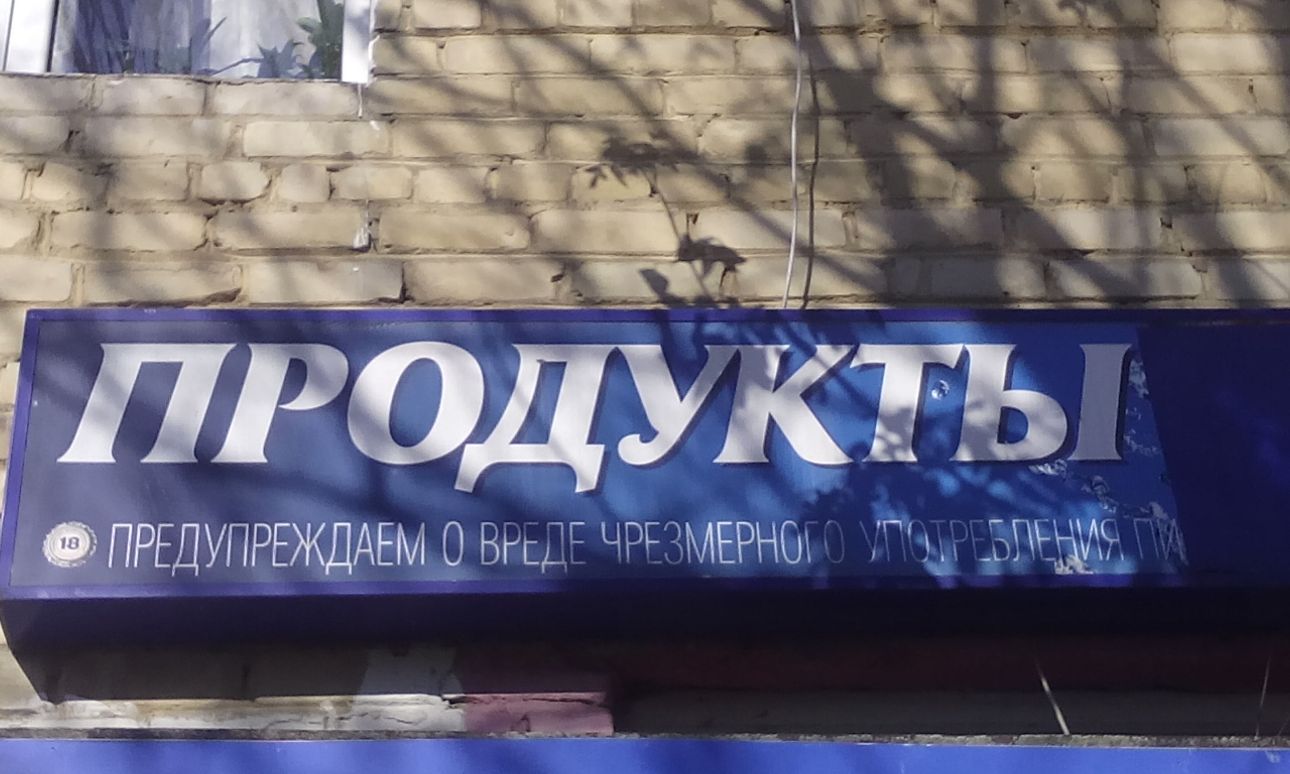 ПРОДУКТЫ
18 ПРЕДУПРЕЖДАЕМ О ВРЕДЕ ЧРЕЗМЕРНОГО УПОТРЕБЛЕНИЯ